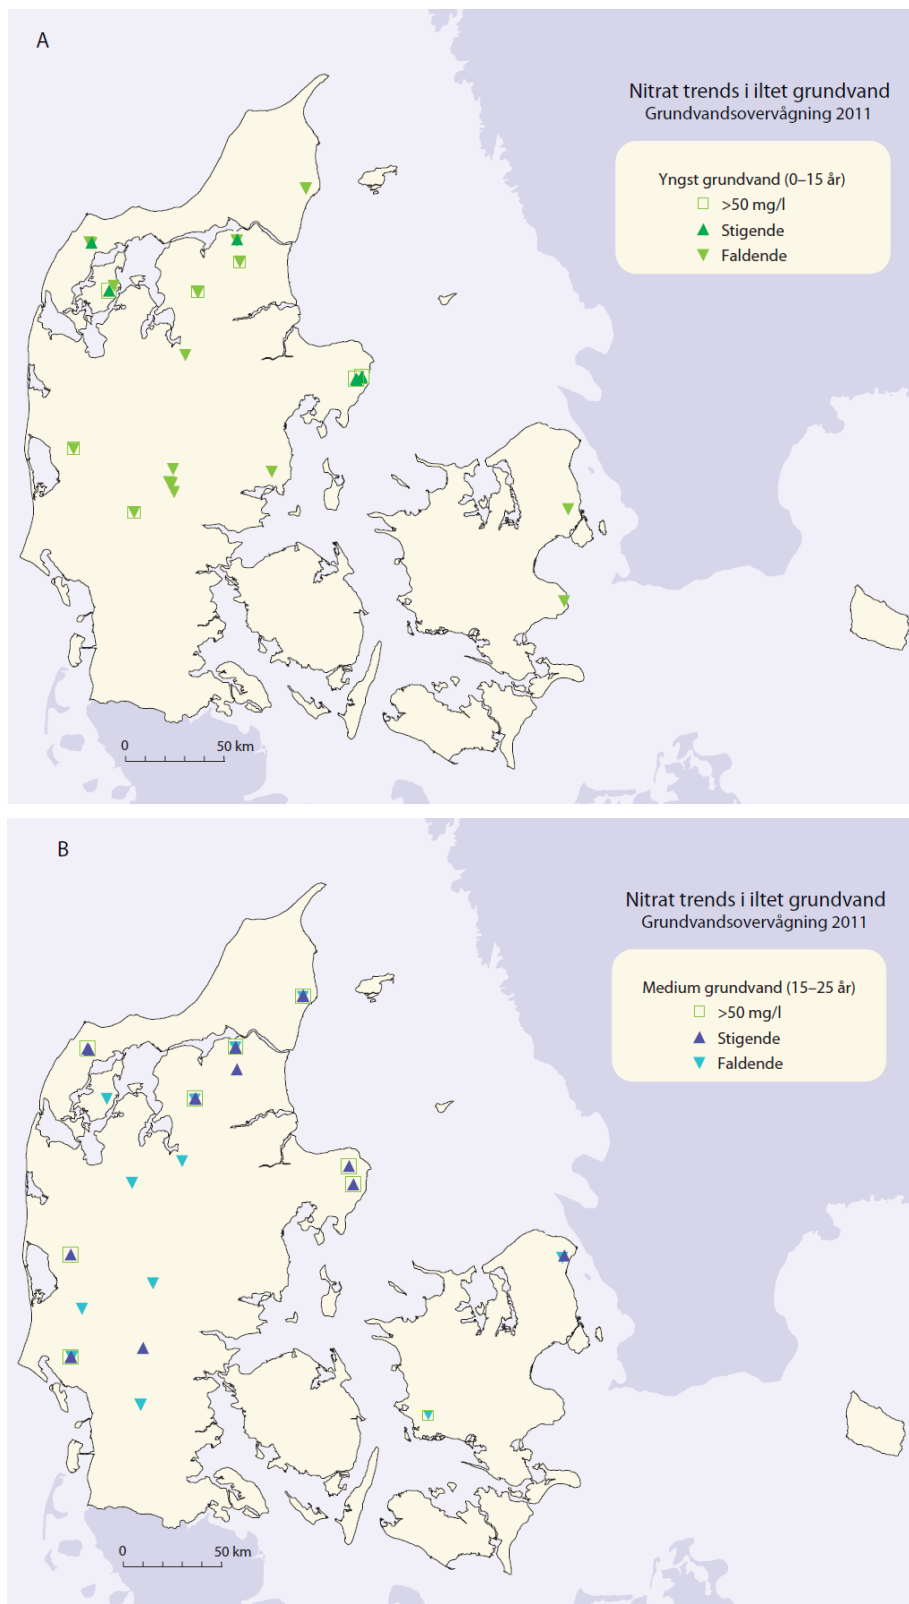 A
Nitrat trends i iltet grundvand
Grundvandsovervågning 2011
Yngst grundvand (0–15 år)
>50 mg/l
Stigende
Faldende
0 50 km
B
Nitrat trends i iltet grundvand
Grundvandsovervågning 2011
Medium grundvand (15–25 år)
>50 mg/l
Stigende
Faldende
0 50 km